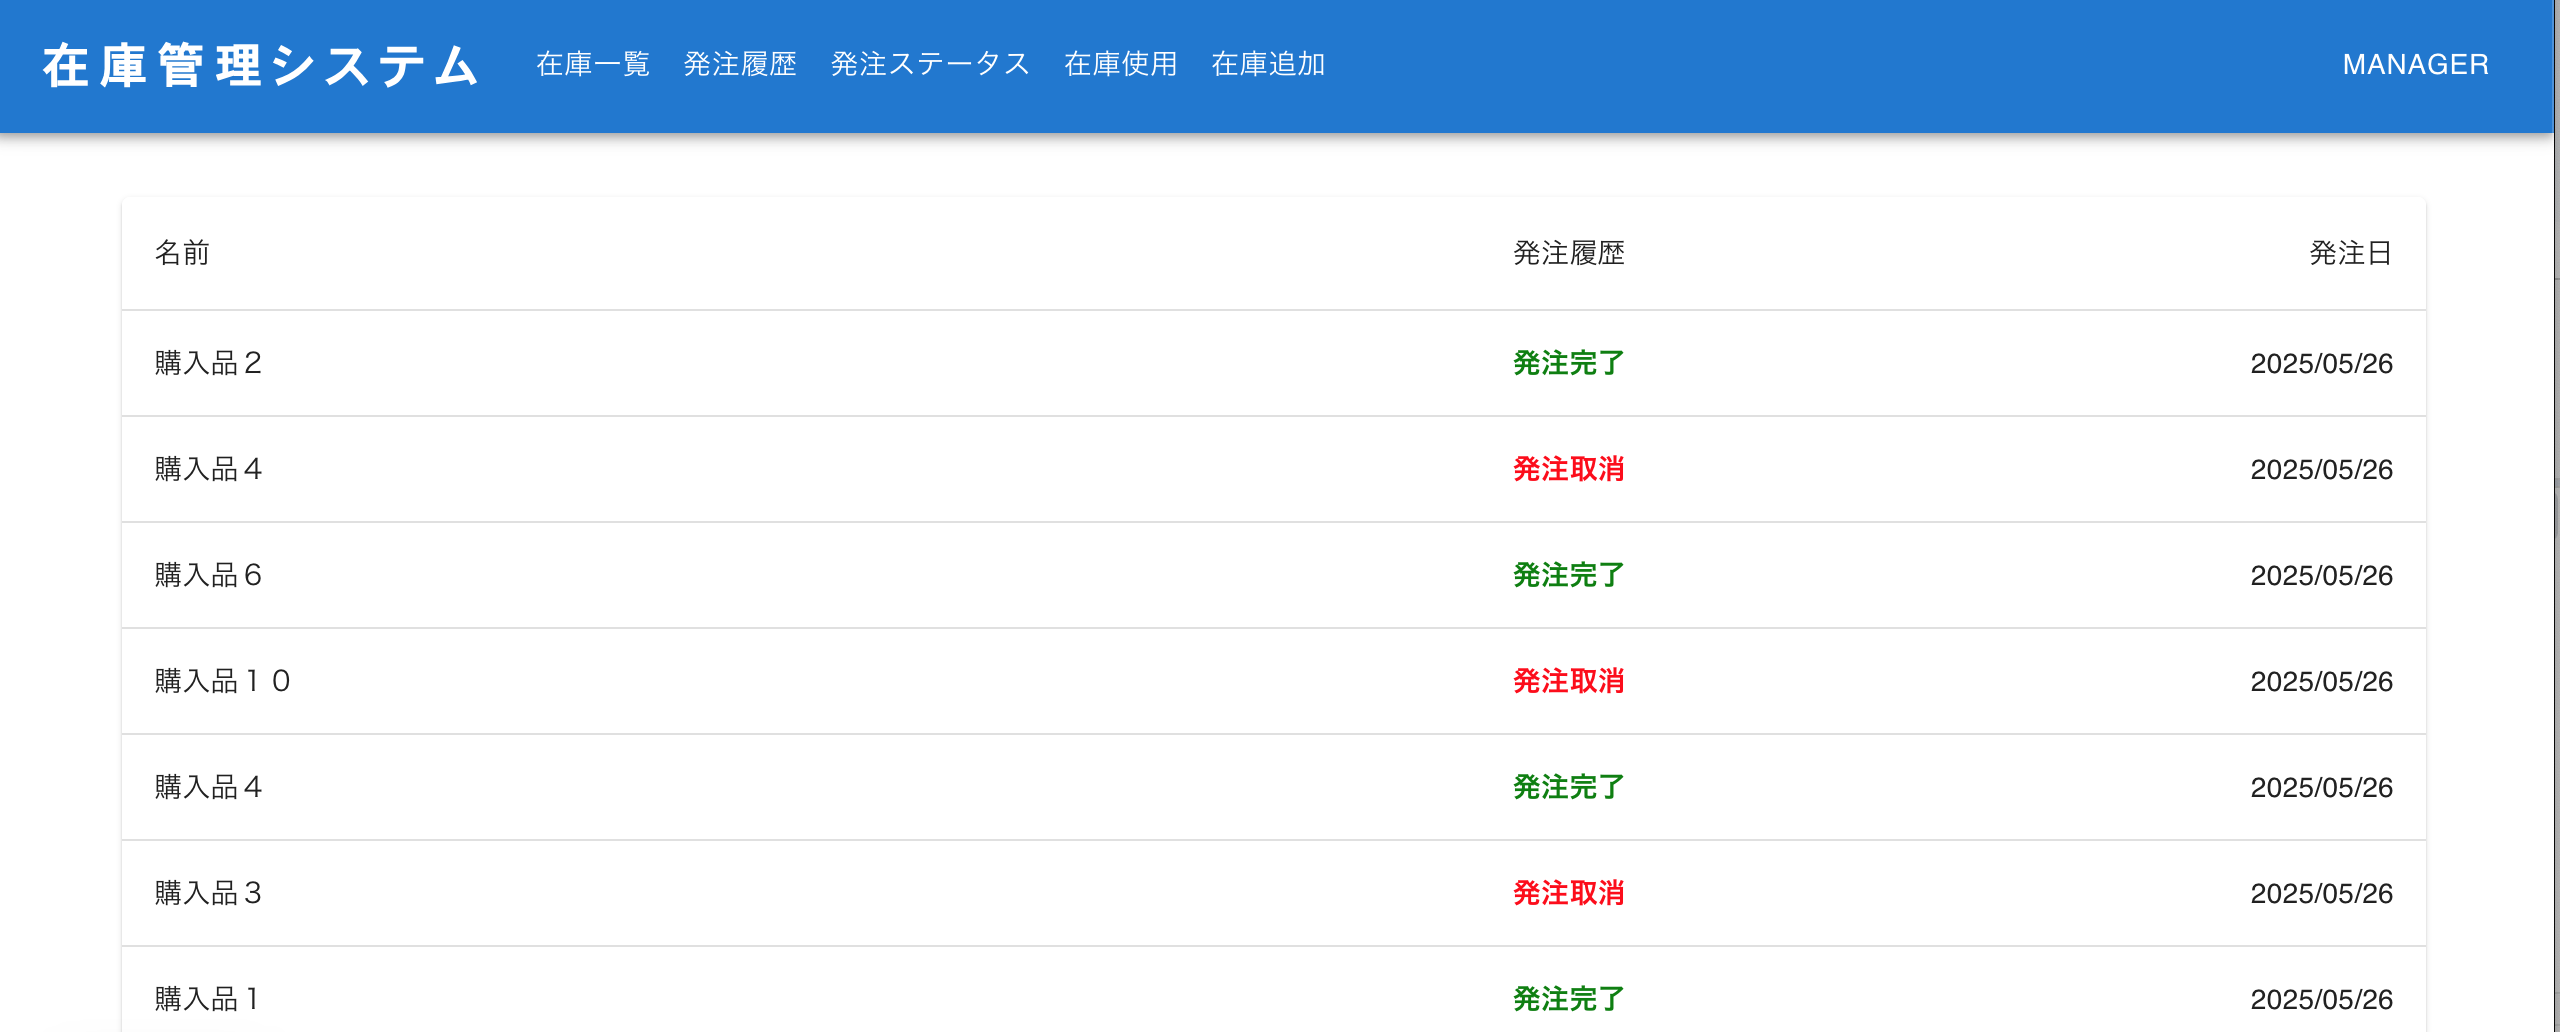 在庫管理システム 在庫一覧 発注履歴 発注ステータス 在庫使用 在庫追加 MANAGER
名前 発注履歴 発注日
購入品２ 発注完了 2025/05/26
購入品４ 発注取消 2025/05/26
購入品６ 発注完了 2025/05/26
購入品１０ 発注取消 2025/05/26
購入品４ 発注完了 2025/05/26
購入品３ 発注取消 2025/05/26
購入品１ 発注完了 2025/05/26